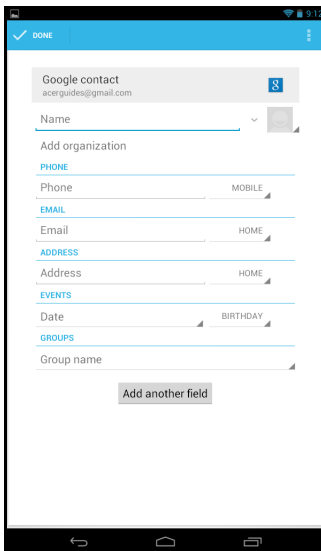 9:12
DONE
Google contact
acerguides@gmail.com
8
Name
Add organization
PHONE
Phone MOBILE
EMAIL
Email HOME
ADDRESS
Address HOME
EVENTS
Date BIRTHDAY
GROUPS
Group name
Add another field